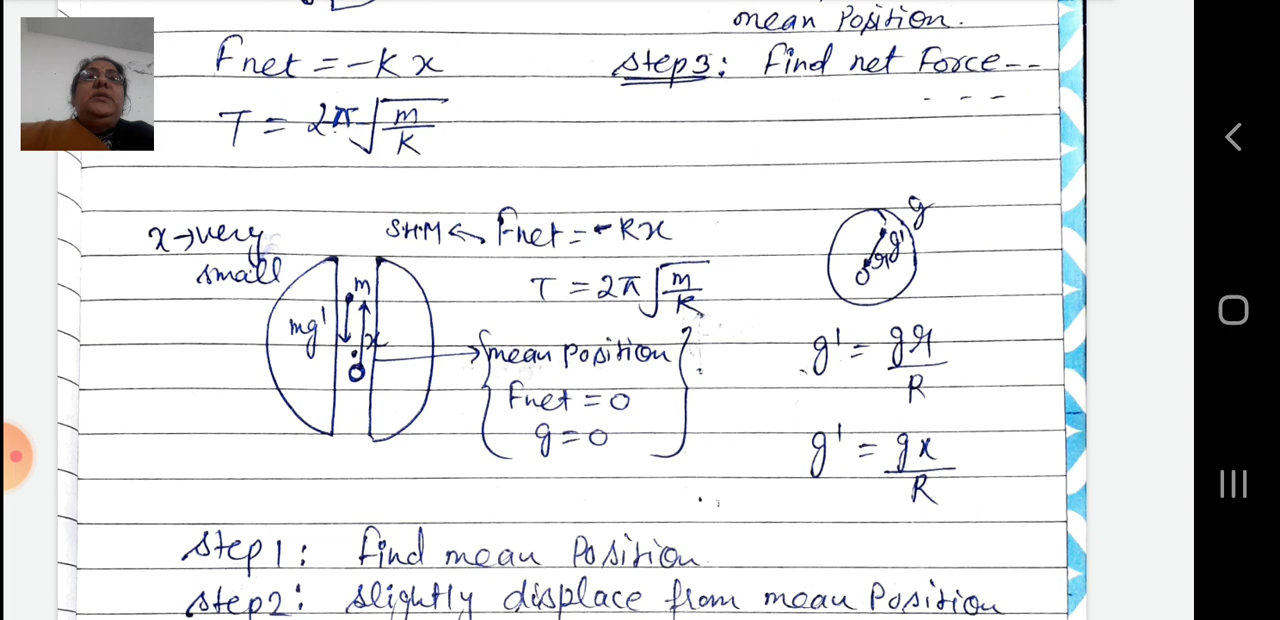 mean Position.
Fnet = -K x
Step3: Find net Force--
- - -
T = 2π√m/K
x→very small
SHM ← Fnet = -Kx
g
g'
r
O
T = 2π√m/K
m
mg'
x
O
{mean Position
Fnet = 0
g = 0}
g' = gr/R
g' = gx/R
Step1: Find mean Position.
Step2: Slightly displace from mean Position